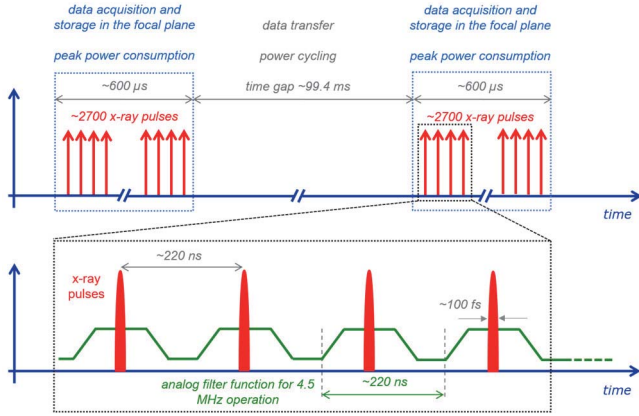 data acquisition and
storage in the focal plane
peak power consumption
data transfer
power cycling
data acquisition and
storage in the focal plane
peak power consumption
~600 µs
time gap ~99.4 ms
~600 µs
~2700 x-ray pulses
~2700 x-ray pulses
time
~220 ns
x-ray
pulses
~100 fs
analog filter function for 4.5
MHz operation
~220 ns
time